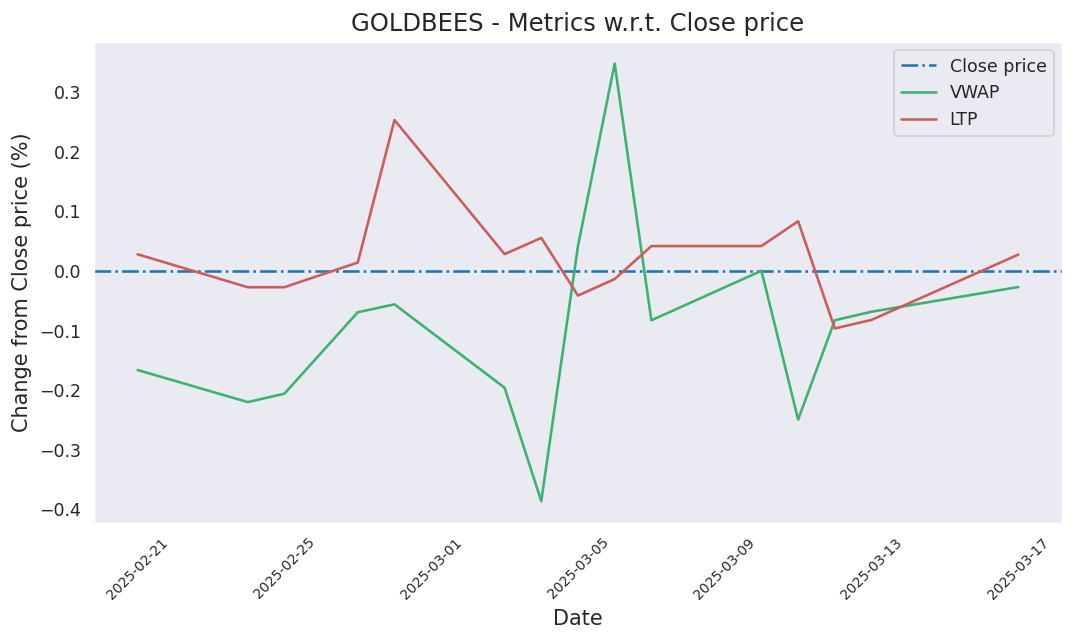 GOLDBEES - Metrics w.r.t. Close price
Close price
VWAP
LTP
Change from Close price (%)
0.3
0.2
0.1
0.0
−0.1
−0.2
−0.3
−0.4
2025-02-21
2025-02-25
2025-03-01
2025-03-05
2025-03-09
2025-03-13
2025-03-17
Date